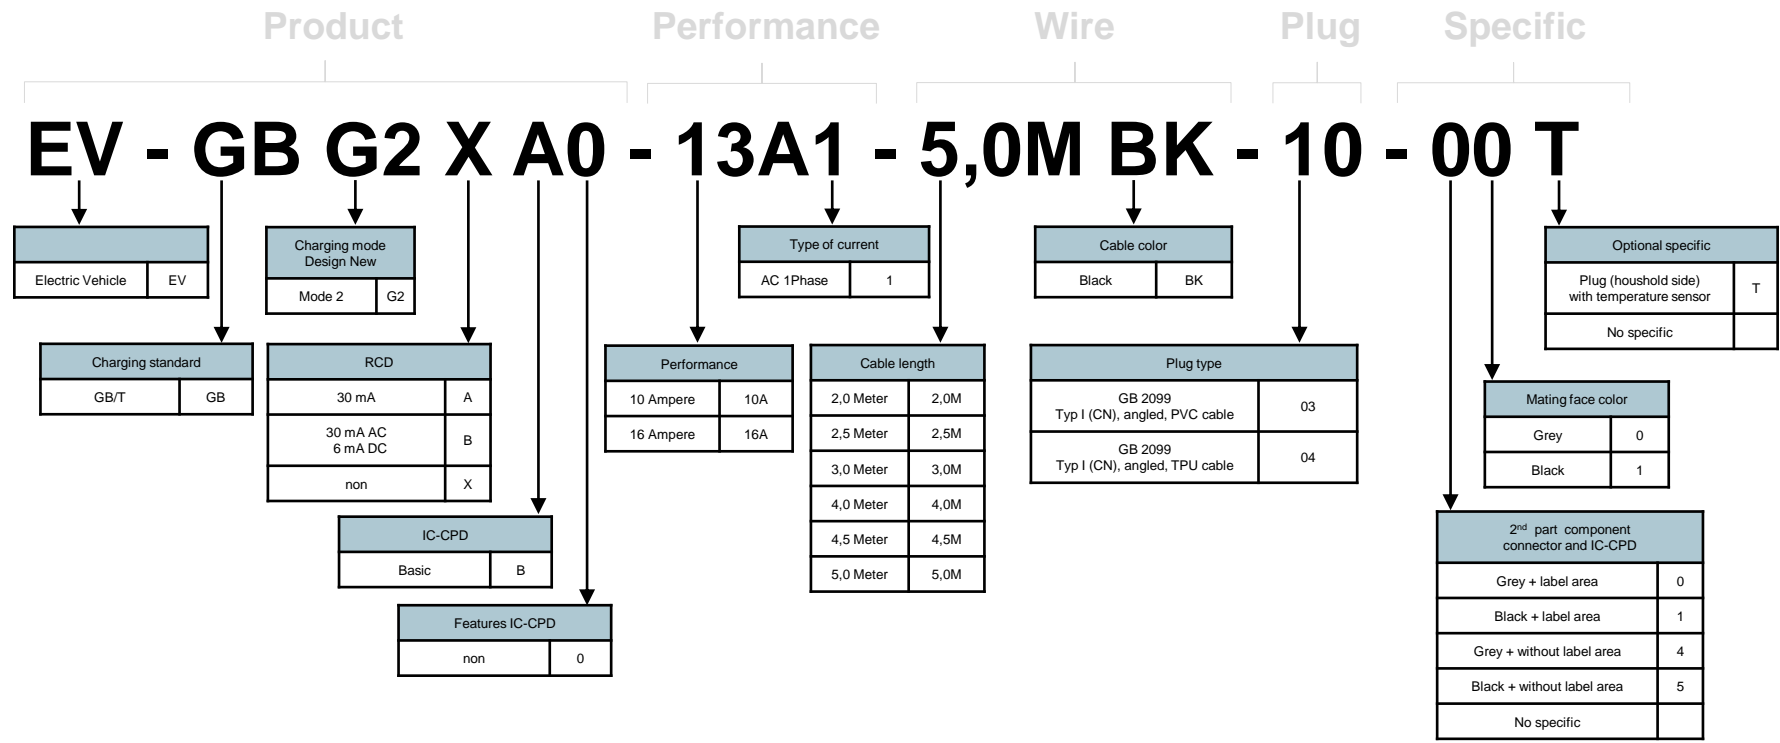 Product Performance Wire Plug Specific
EV - GB G2 X A0 - 13A1 - 5,0M BK - 10 - 00 T
Electric Vehicle EV
Charging mode
Design New
Mode 2 G2
Type of current
AC 1Phase 1
Cable color
Black BK
Optional specific
Plug (houshold side)
with temperature sensor T
No specific
Charging standard
GB/T GB
RCD
30 mA A
30 mA AC
6 mA DC B
non X
Performance
10 Ampere 10A
16 Ampere 16A
Cable length
2,0 Meter 2,0M
2,5 Meter 2,5M
3,0 Meter 3,0M
4,0 Meter 4,0M
4,5 Meter 4,5M
5,0 Meter 5,0M
Plug type
GB 2099
Typ I (CN), angled, PVC cable 03
GB 2099
Typ I (CN), angled, TPU cable 04
Mating face color
Grey 0
Black 1
IC-CPD
Basic B
Features IC-CPD
non 0
2nd part component
connector and IC-CPD
Grey + label area 0
Black + label area 1
Grey + without label area 4
Black + without label area 5
No specific